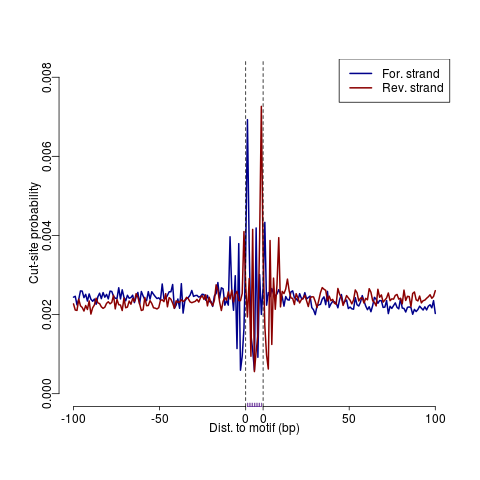 For. strand
Rev. strand
Cut-site probability
0.008
0.006
0.004
0.002
0.000
-100 -50 0 0 50 100
Dist. to motif (bp)